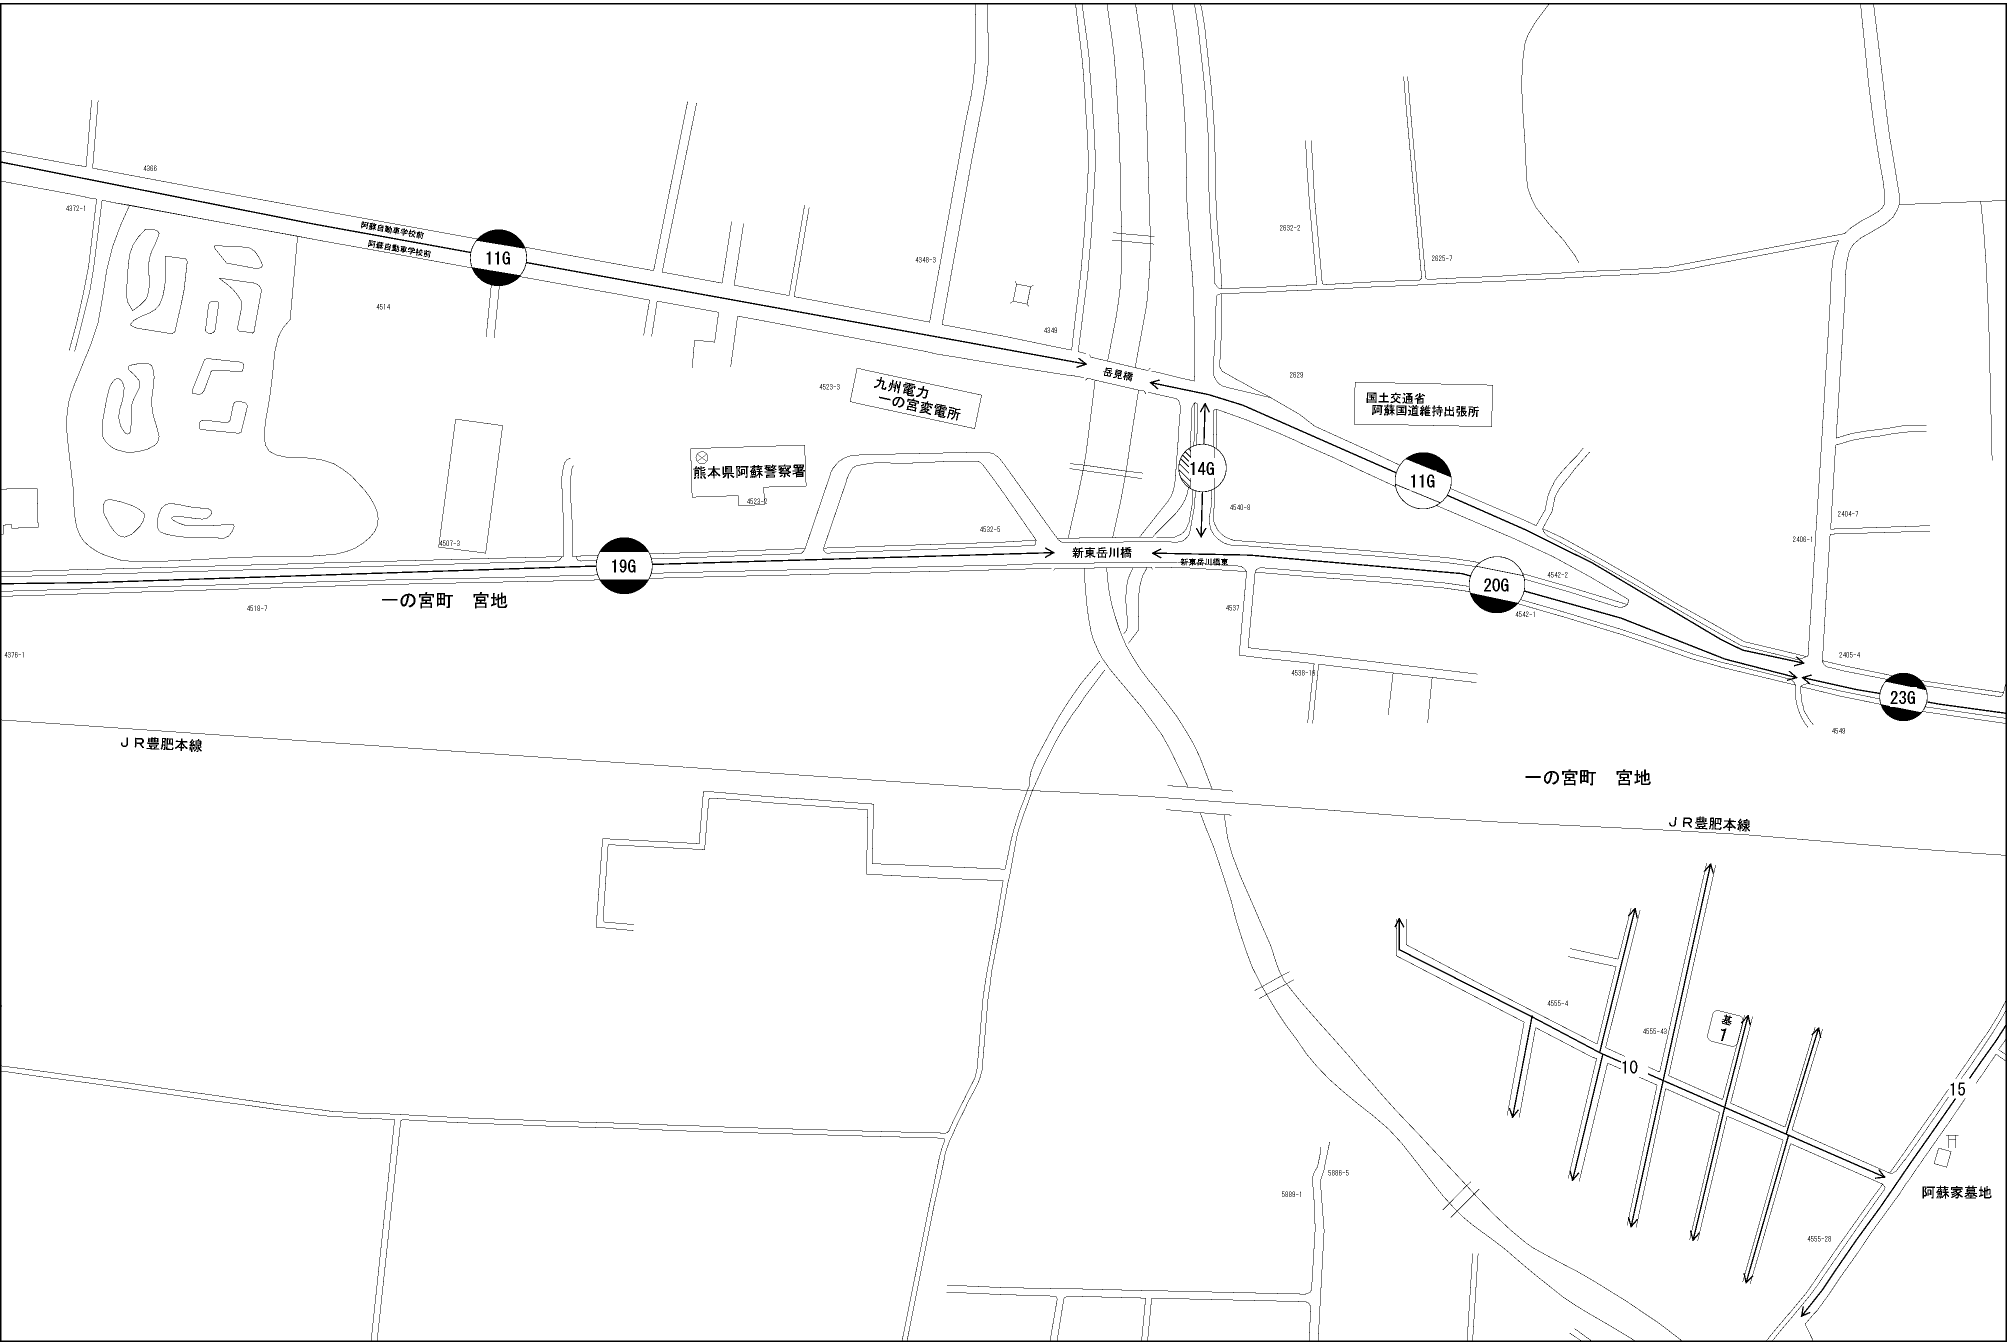 4366
4372-1
阿蘇自動車学校前
阿蘇自動車学校前
11G
4514
4348-3
4349
2632-2
2625-7
岳見橋
2629
国土交通省
阿蘇国道維持出張所
4523-3
九州電力
一の宮変電所
熊本県阿蘇警察署
4523-2
14G
11G
4540-8
4532-5
2404-7
2406-1
4507-3
19G
新東岳川橋
新東岳川橋東
20G
4542-2
4542-1
一の宮町 宮地
4518-7
4537
4376-1
2405-4
23G
4549
ＪＲ豊肥本線
一の宮町 宮地
ＪＲ豊肥本線
4555-4
4555-43
基
1
10
15
5886-5
5889-1
阿蘇家墓地
4555-28